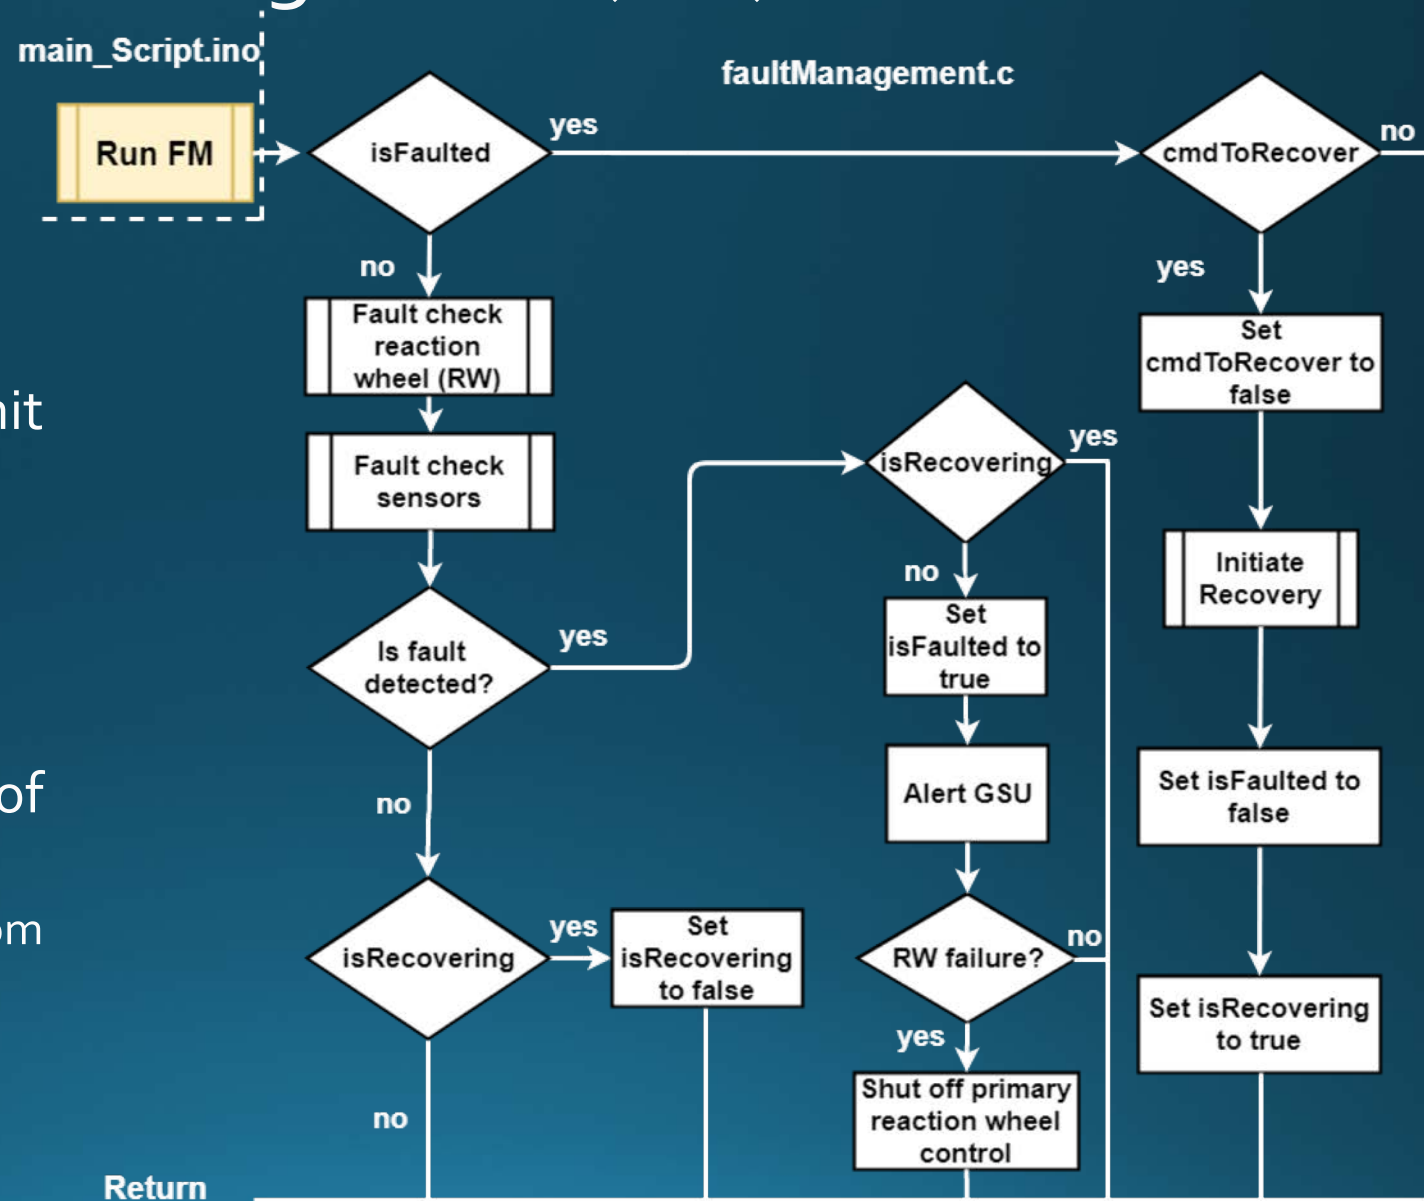 main_Script.ino
faultManagement.c
Run FM
isFaulted
yes
cmdToRecover
no
no
yes
Fault check
reaction
wheel (RW)
Set
cmdToRecover to
false
Fault check
sensors
isRecovering
yes
no
Initiate
Recovery
Is fault
detected?
yes
Set
isFaulted to
true
Alert GSU
Set isFaulted to
false
no
of
isRecovering
yes
Set
isRecovering
to false
RW failure?
no
yes
Set isRecovering
to true
Shut off primary
reaction wheel
control
no
Return